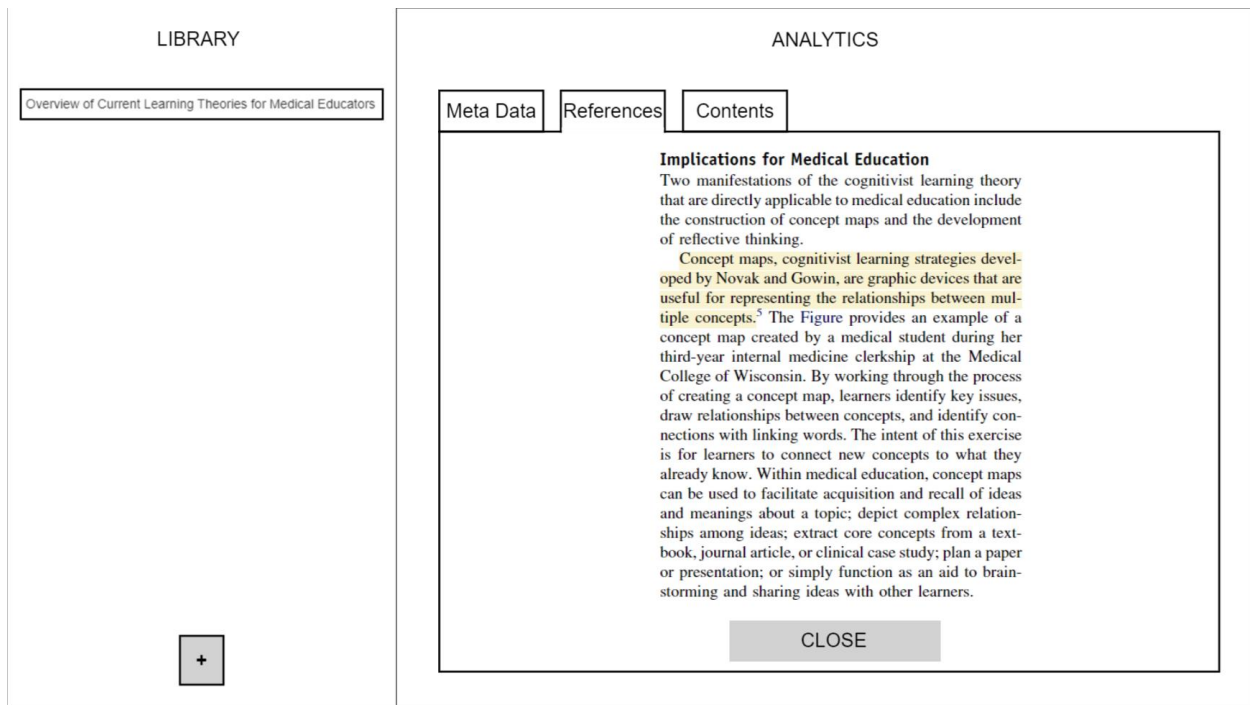 LIBRARY
Overview of Current Learning Theories for Medical Educators
+
ANALYTICS
Meta Data
References
Contents
Implications for Medical Education
Two manifestations of the cognitivist learning theory
that are directly applicable to medical education include
the construction of concept maps and the development
of reflective thinking.
Concept maps, cognitivist learning strategies devel-
oped by Novak and Gowin, are graphic devices that are
useful for representing the relationships between mul-
tiple concepts.5 The Figure provides an example of a
concept map created by a medical student during her
third-year internal medicine clerkship at the Medical
College of Wisconsin. By working through the process
of creating a concept map, learners identify key issues,
draw relationships between concepts, and identify con-
nections with linking words. The intent of this exercise
is for learners to connect new concepts to what they
already know. Within medical education, concept maps
can be used to facilitate acquisition and recall of ideas
and meanings about a topic; depict complex relation-
ships among ideas; extract core concepts from a text-
book, journal article, or clinical case study; plan a paper
or presentation; or simply function as an aid to brain-
storming and sharing ideas with other learners.
CLOSE